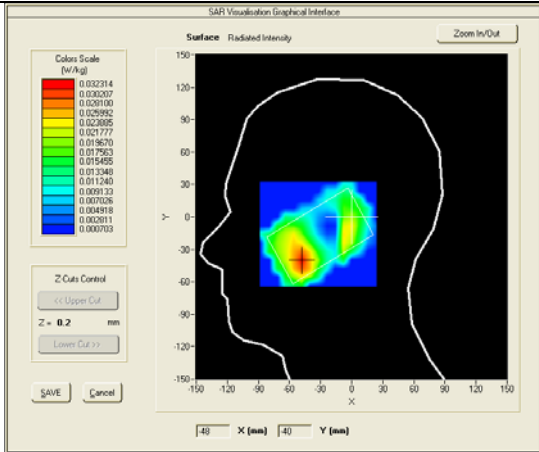 SAR Visualisation Graphical Interface
Surface Radiated Intensity
Zoom In/Out
Colors Scale
(W/kg)
0.032314
0.030207
0.028100
0.025992
0.023885
0.021777
0.019670
0.017563
0.015455
0.013348
0.011240
0.009133
0.007026
0.004918
0.002811
0.000703
Z Cuts Control
<< Upper Cut
Z = 0.2 mm
Lower Cut >>
SAVE
Cancel
150
120
90
60
30
0
-30
-60
-90
-120
-150
Y
-150 -120 -90 -60 -30 0 30 60 90 120 150
X
-48 X (mm) -40 Y (mm)